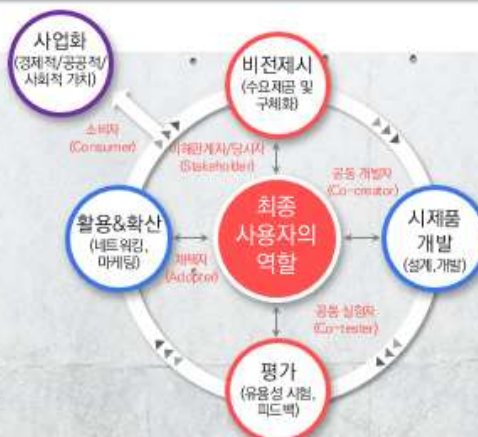 사업화
(경제적/공공적/
사회적 가치)
비전제시
(수요제공 및
구체화)
소비자
(Consumer)
이해관계자/당사자
(Stakeholder)
공동 개발자
(Co-creator)
최종
사용자의
역할
활용&확산
(네트워킹,
마케팅)
시제품
개발
(설계,개발)
채택자
(Adopter)
공동 실험자
(Co-tester)
평가
(유용성 시험,
피드백)